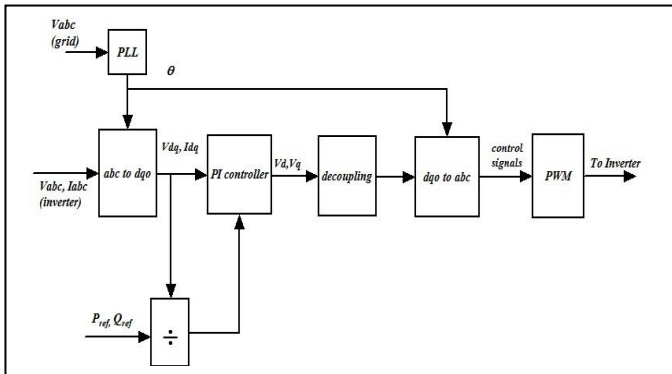 Vabc
(grid)
PLL
θ
Vdq, Idq
abc to dqo
Vabc, Iabc
(inverter)
PI controller
Vd,Vq
decoupling
dqo to abc
control
signals
PWM
To Inverter
Pref, Qref
÷